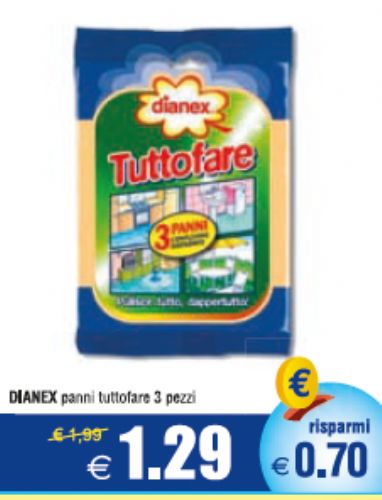 dianex
Tuttofare
3 PANNI
Pulisce tutto, dappertutto!
DIANEX panni tuttofare 3 pezzi
€ 1,99
€ 1.29
risparmi
€ 0.70
€